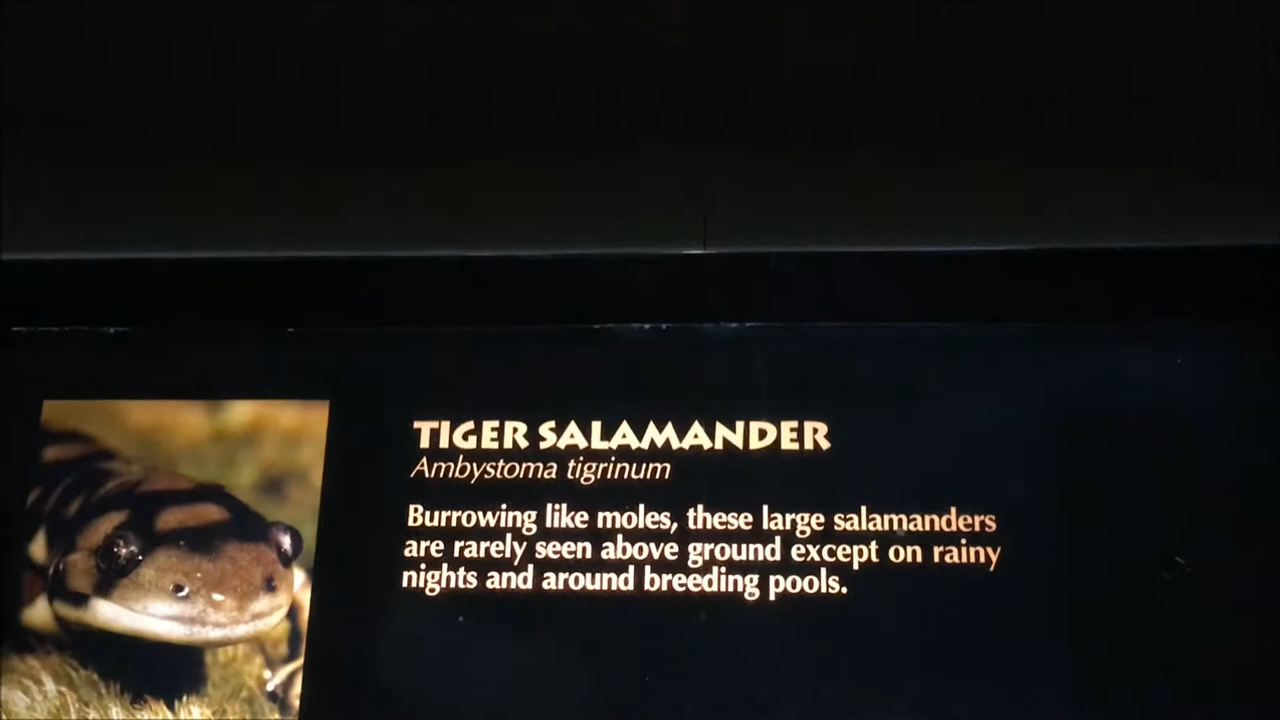 TIGER SALAMANDER
Ambystoma tigrinum
Burrowing like moles, these large salamanders
are rarely seen above ground except on rainy
nights and around breeding pools.